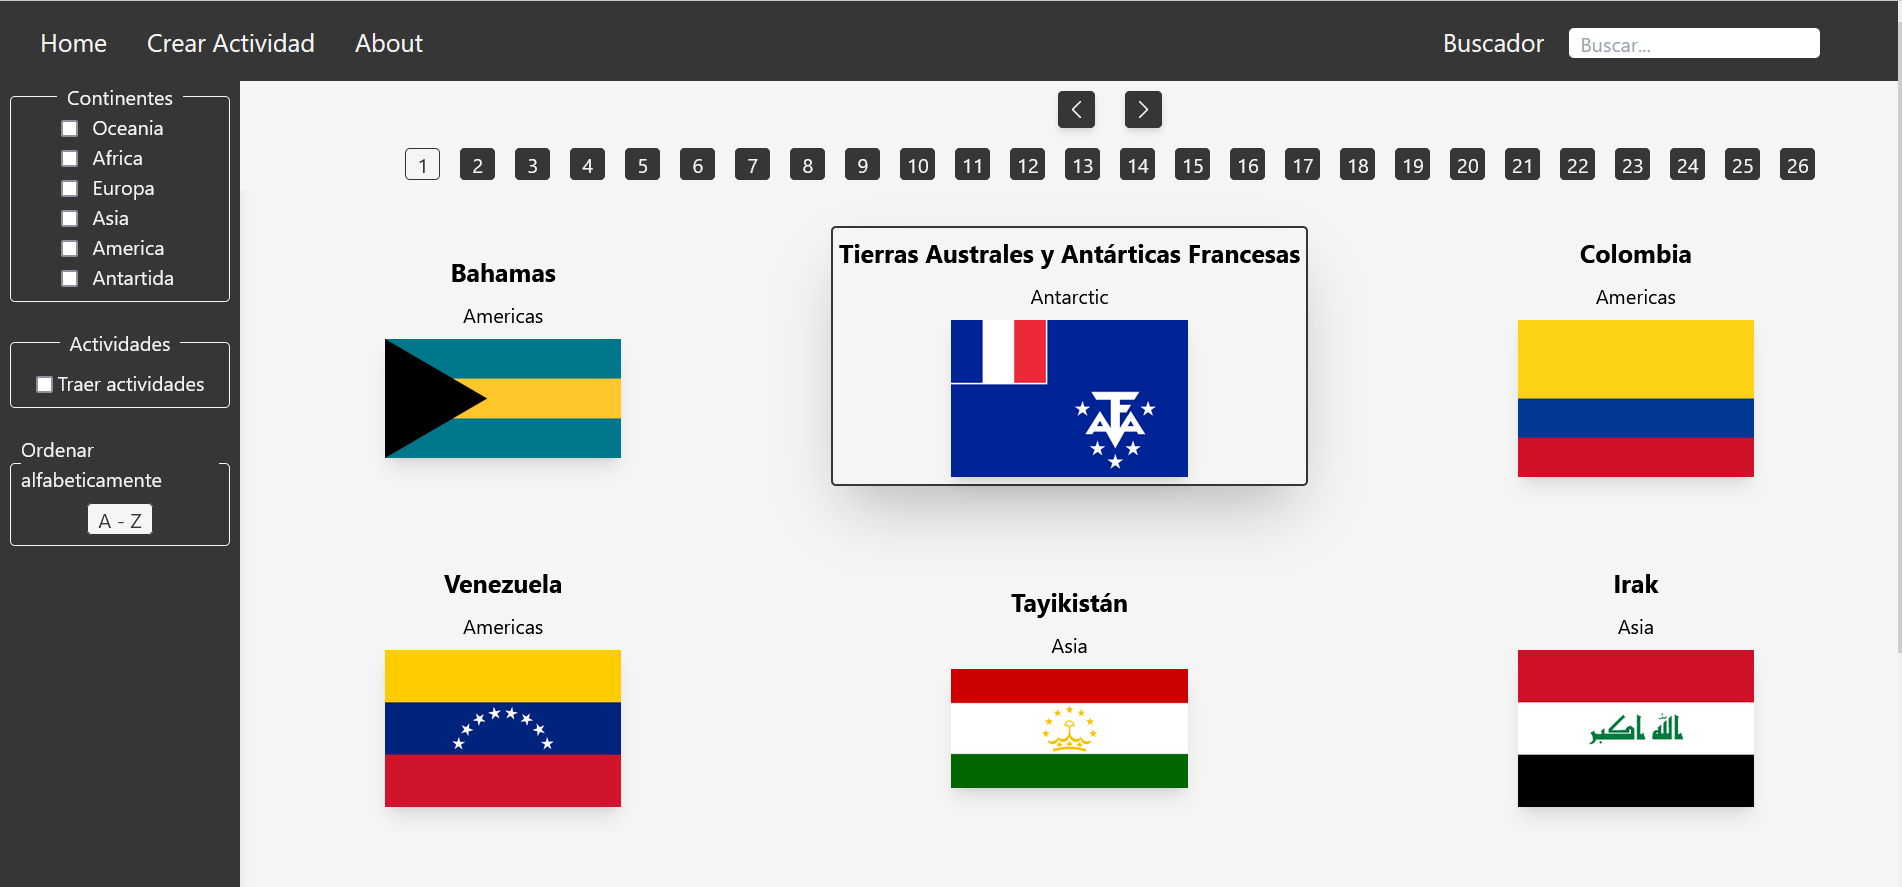 Home Crear Actividad About Buscador Buscar...
Continentes
Oceania
Africa
Europa
Asia
America
Antartida
Actividades
Traer actividades
Ordenar
alfabeticamente
A - Z
1 2 3 4 5 6 7 8 9 10 11 12 13 14 15 16 17 18 19 20 21 22 23 24 25 26
Bahamas
Americas
Tierras Australes y Antárticas Francesas
Antarctic
TAFA
Colombia
Americas
Venezuela
Americas
Tayikistán
Asia
Irak
Asia
الله اكبر